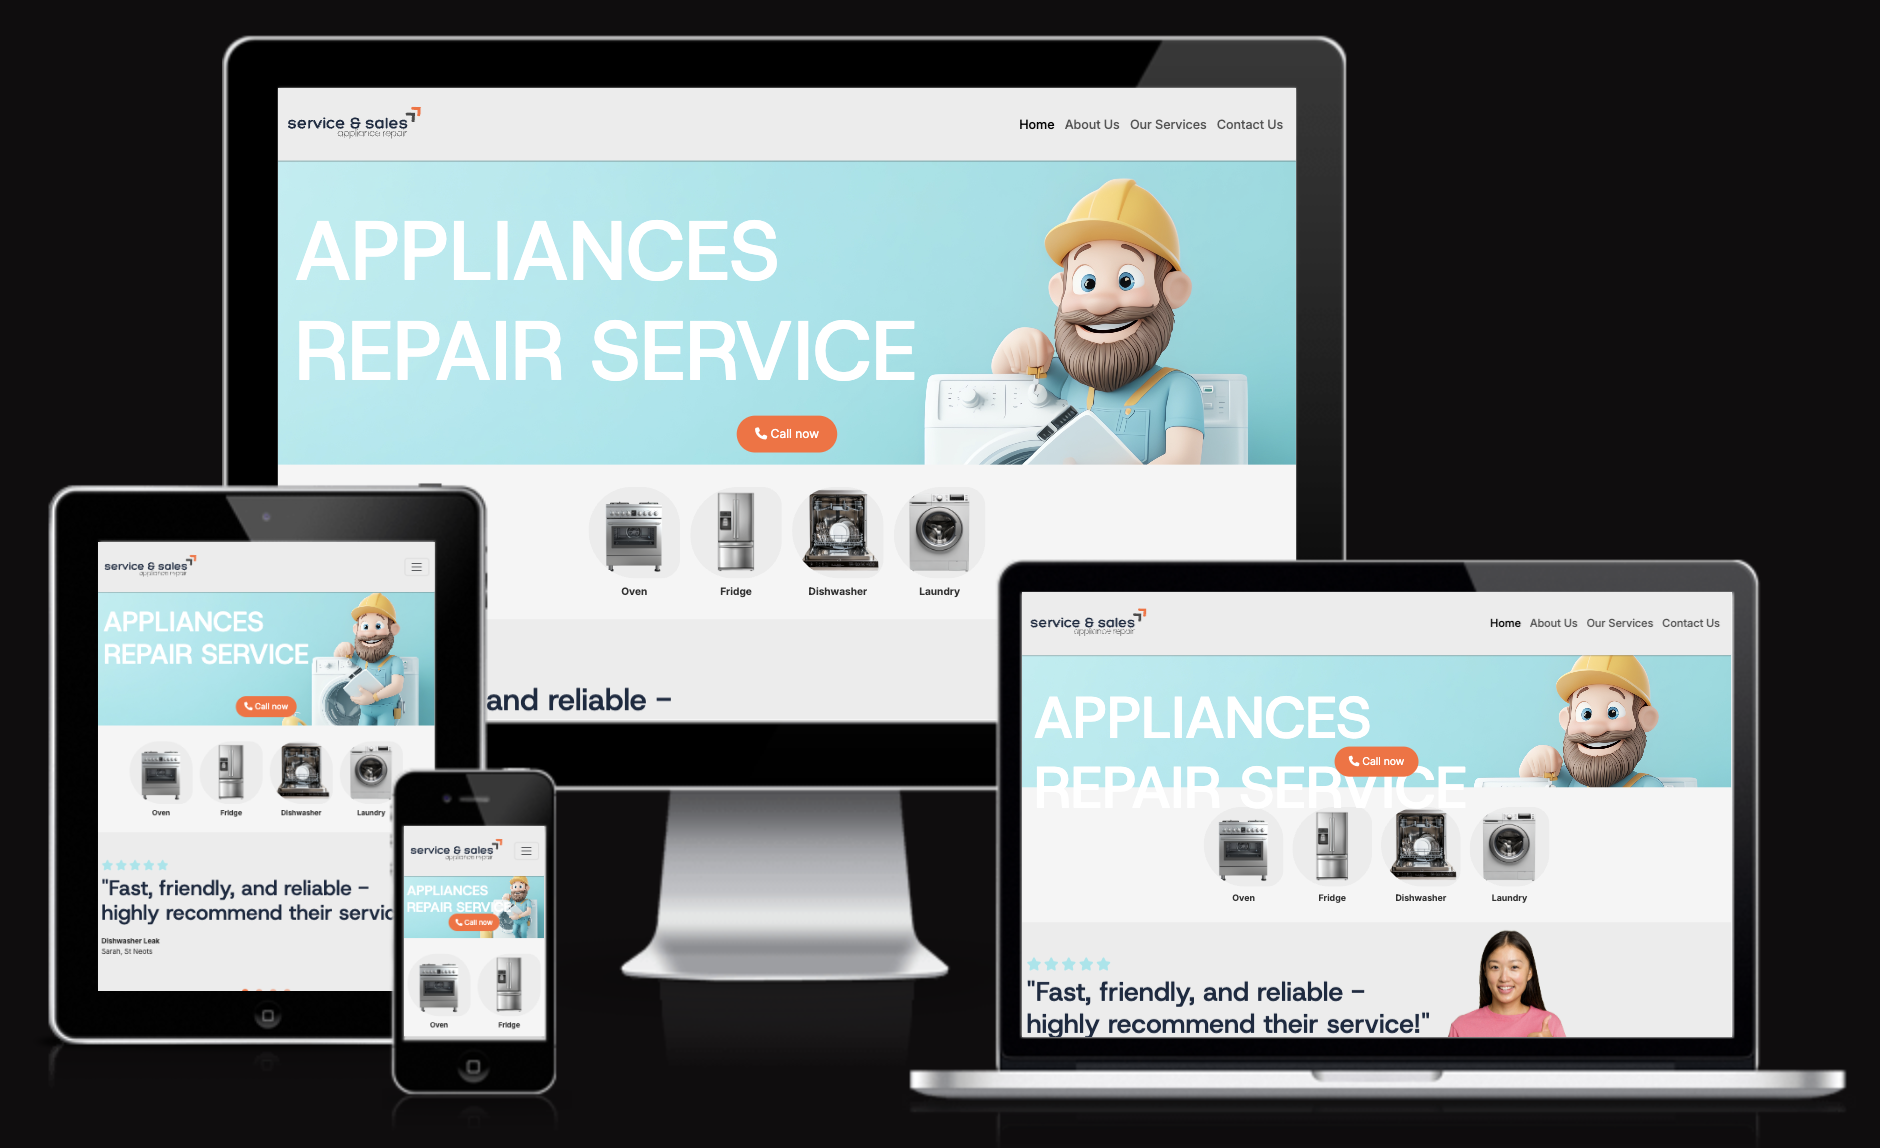 service & sales
appliance repair
Home About Us Our Services Contact Us
APPLIANCES
REPAIR SERVICE
Call now
Oven Fridge Dishwasher Laundry
and reliable –
service & sales
appliance repair
APPLIANCES
REPAIR SERVICE
Call now
Oven Fridge Dishwasher Laundry
"Fast, friendly, and reliable –
highly recommend their servic
Dishwasher Leak
Sarah, St Neots
service & sales
appliance repair
APPLIANCES
REPAIR SERVICE
Call now
Oven Fridge
service & sales
appliance repair
Home About Us Our Services Contact Us
APPLIANCES
Call now
REPAIR SERVICE
Oven Fridge Dishwasher Laundry
"Fast, friendly, and reliable –
highly recommend their service!"